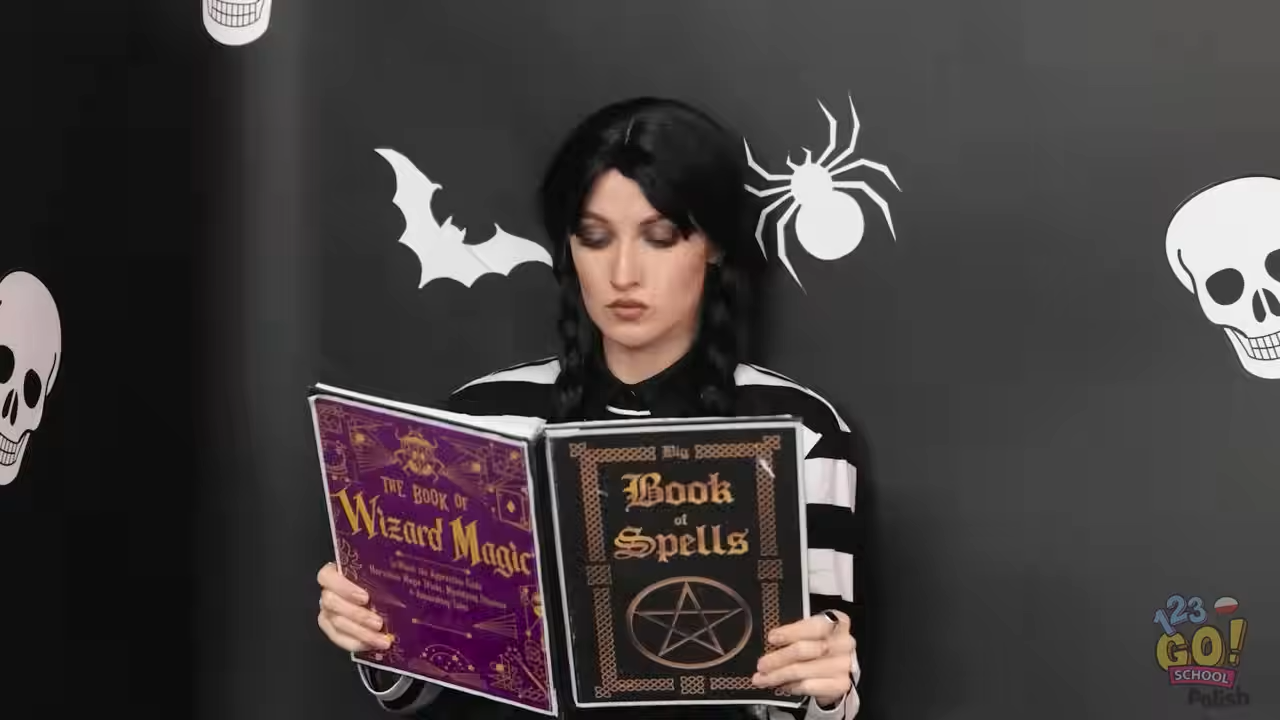 THE BOOK OF
Wizard Magic
Big
Book
of
Spells
123
GO!
SCHOOL
Polish